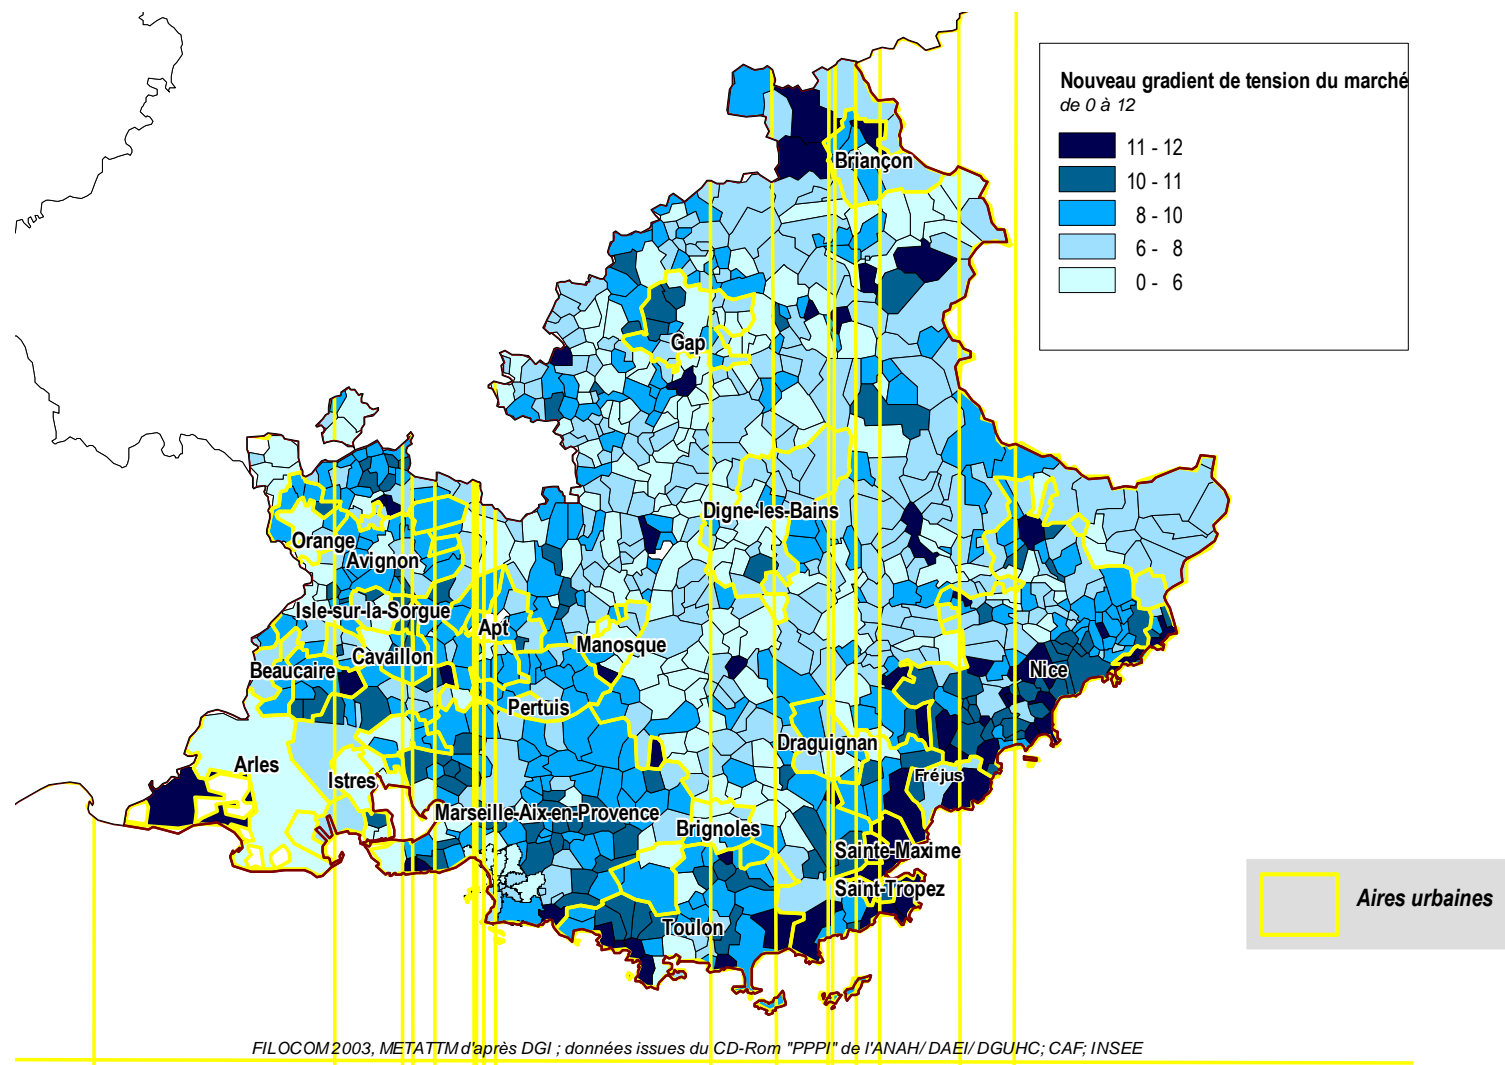 Nouveau gradient de tension du marché
de 0 à 12
11 - 12
10 - 11
8 - 10
6 - 8
0 - 6
Briançon
Gap
Digne-les-Bains
Orange
Avignon
Isle-sur-la-Sorgue
Apt
Manosque
Cavaillon
Beaucaire
Nice
Pertuis
Draguignan
Arles
Istres
Fréjus
Marseille-Aix-en-Provence
Brignoles
Sainte-Maxime
Saint-Tropez
Aires urbaines
Toulon
FILOCOM 2003, METATTM d'après DGI ; données issues du CD-Rom "PPPI" de l'ANAH/ DAEI/ DGUHC; CAF; INSEE